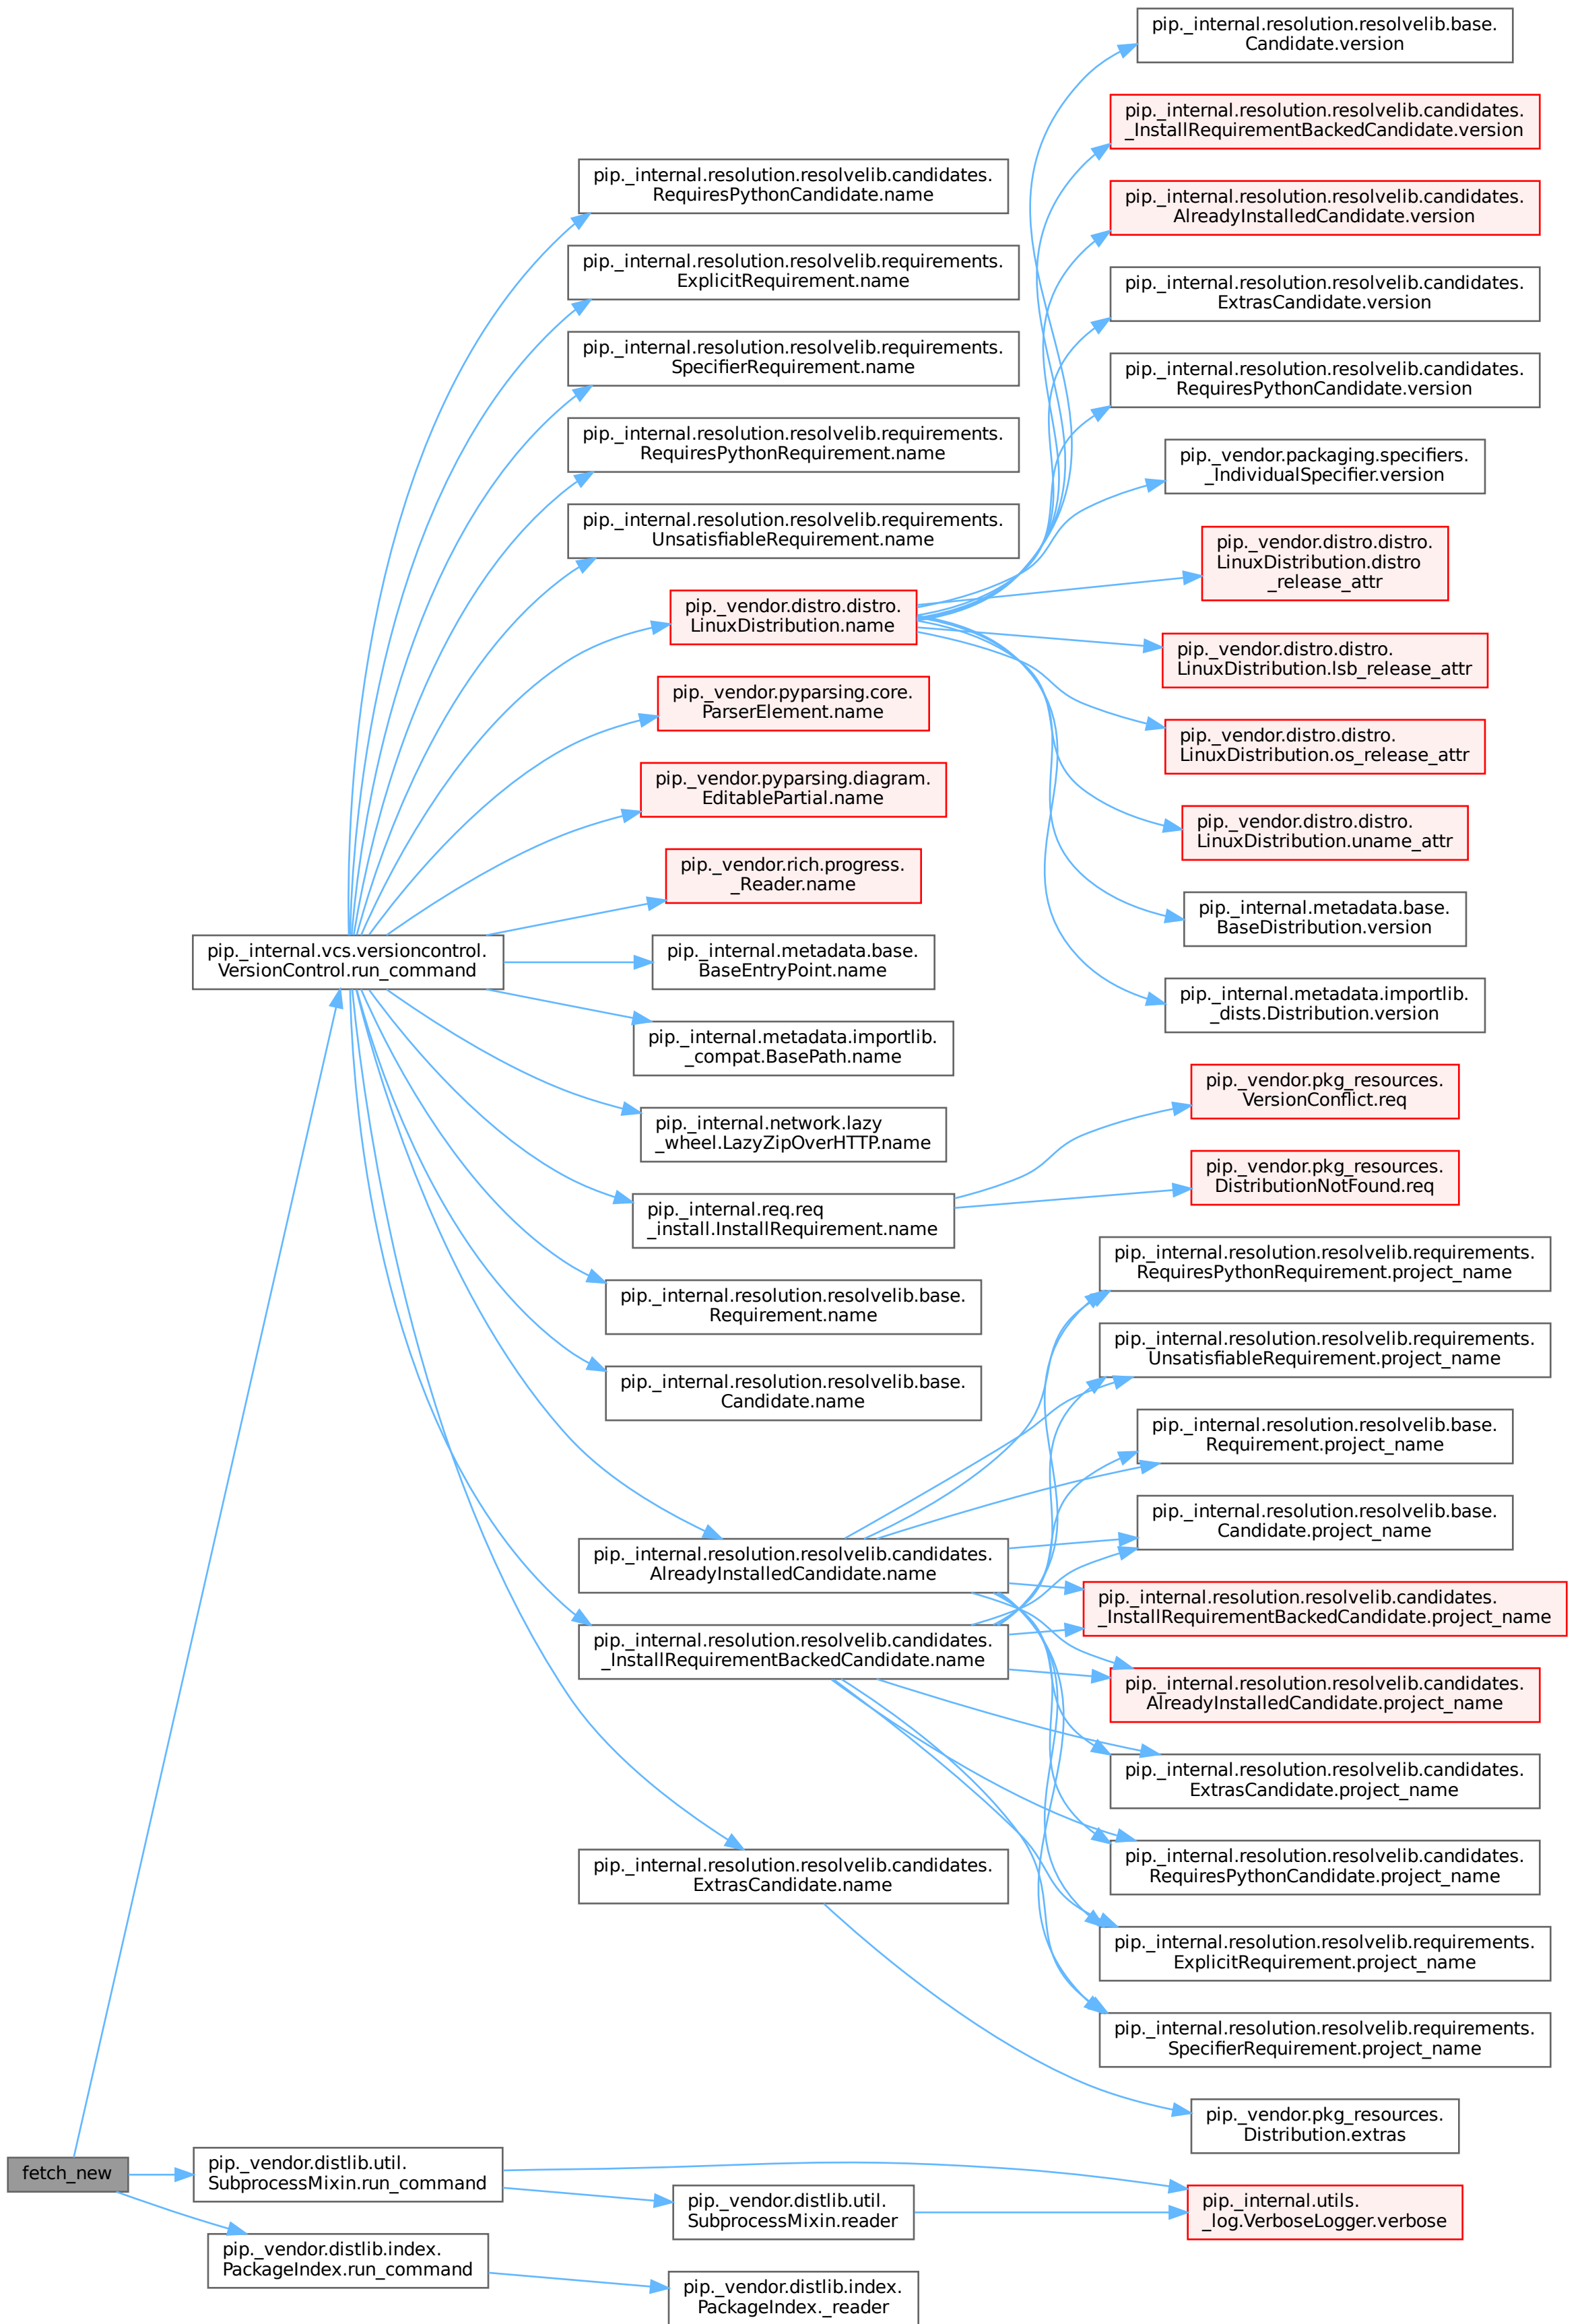 pip._internal.resolution.resolvelib.base.
Candidate.version
pip._internal.resolution.resolvelib.candidates.
_InstallRequirementBackedCandidate.version
pip._internal.resolution.resolvelib.candidates.
RequiresPythonCandidate.name
pip._internal.resolution.resolvelib.candidates.
AlreadyInstalledCandidate.version
pip._internal.resolution.resolvelib.requirements.
ExplicitRequirement.name
pip._internal.resolution.resolvelib.candidates.
ExtrasCandidate.version
pip._internal.resolution.resolvelib.requirements.
SpecifierRequirement.name
pip._internal.resolution.resolvelib.candidates.
RequiresPythonCandidate.version
pip._internal.resolution.resolvelib.requirements.
RequiresPythonRequirement.name
pip._vendor.packaging.specifiers.
_IndividualSpecifier.version
pip._internal.resolution.resolvelib.requirements.
UnsatisfiableRequirement.name
pip._vendor.distro.distro.
LinuxDistribution.distro
_release_attr
pip._vendor.distro.distro.
LinuxDistribution.name
pip._vendor.distro.distro.
LinuxDistribution.lsb_release_attr
pip._vendor.pyparsing.core.
ParserElement.name
pip._vendor.distro.distro.
LinuxDistribution.os_release_attr
pip._vendor.pyparsing.diagram.
EditablePartial.name
pip._vendor.distro.distro.
LinuxDistribution.uname_attr
pip._vendor.rich.progress.
_Reader.name
pip._internal.metadata.base.
BaseDistribution.version
pip._internal.vcs.versioncontrol.
VersionControl.run_command
pip._internal.metadata.base.
BaseEntryPoint.name
pip._internal.metadata.importlib.
_dists.Distribution.version
pip._internal.metadata.importlib.
_compat.BasePath.name
pip._vendor.pkg_resources.
VersionConflict.req
pip._internal.network.lazy
_wheel.LazyZipOverHTTP.name
pip._vendor.pkg_resources.
DistributionNotFound.req
pip._internal.req.req
_install.InstallRequirement.name
pip._internal.resolution.resolvelib.requirements.
RequiresPythonRequirement.project_name
pip._internal.resolution.resolvelib.base.
Requirement.name
pip._internal.resolution.resolvelib.requirements.
UnsatisfiableRequirement.project_name
pip._internal.resolution.resolvelib.base.
Candidate.name
pip._internal.resolution.resolvelib.base.
Requirement.project_name
pip._internal.resolution.resolvelib.base.
Candidate.project_name
pip._internal.resolution.resolvelib.candidates.
AlreadyInstalledCandidate.name
pip._internal.resolution.resolvelib.candidates.
_InstallRequirementBackedCandidate.project_name
pip._internal.resolution.resolvelib.candidates.
_InstallRequirementBackedCandidate.name
pip._internal.resolution.resolvelib.candidates.
AlreadyInstalledCandidate.project_name
pip._internal.resolution.resolvelib.candidates.
ExtrasCandidate.project_name
pip._internal.resolution.resolvelib.candidates.
RequiresPythonCandidate.project_name
pip._internal.resolution.resolvelib.candidates.
ExtrasCandidate.name
pip._internal.resolution.resolvelib.requirements.
ExplicitRequirement.project_name
pip._internal.resolution.resolvelib.requirements.
SpecifierRequirement.project_name
pip._vendor.pkg_resources.
Distribution.extras
fetch_new
pip._vendor.distlib.util.
SubprocessMixin.run_command
pip._vendor.distlib.util.
SubprocessMixin.reader
pip._internal.utils.
_log.VerboseLogger.verbose
pip._vendor.distlib.index.
PackageIndex.run_command
pip._vendor.distlib.index.
PackageIndex._reader